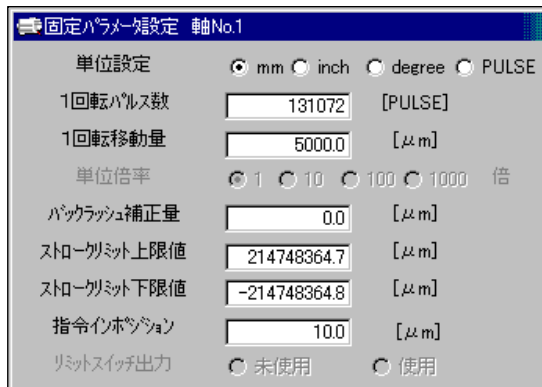 固定パラメータ設定 軸No.1
単位設定 mm inch degree PULSE
1回転パルス数 131072 [PULSE]
1回転移動量 5000.0 [μm]
単位倍率 1 10 100 1000 倍
バックラッシュ補正量 0.0 [μm]
ストロークリミット上限値 214748364.7 [μm]
ストロークリミット下限値 -214748364.8 [μm]
指令インポジション 10.0 [μm]
リミットスイッチ出力 未使用 使用